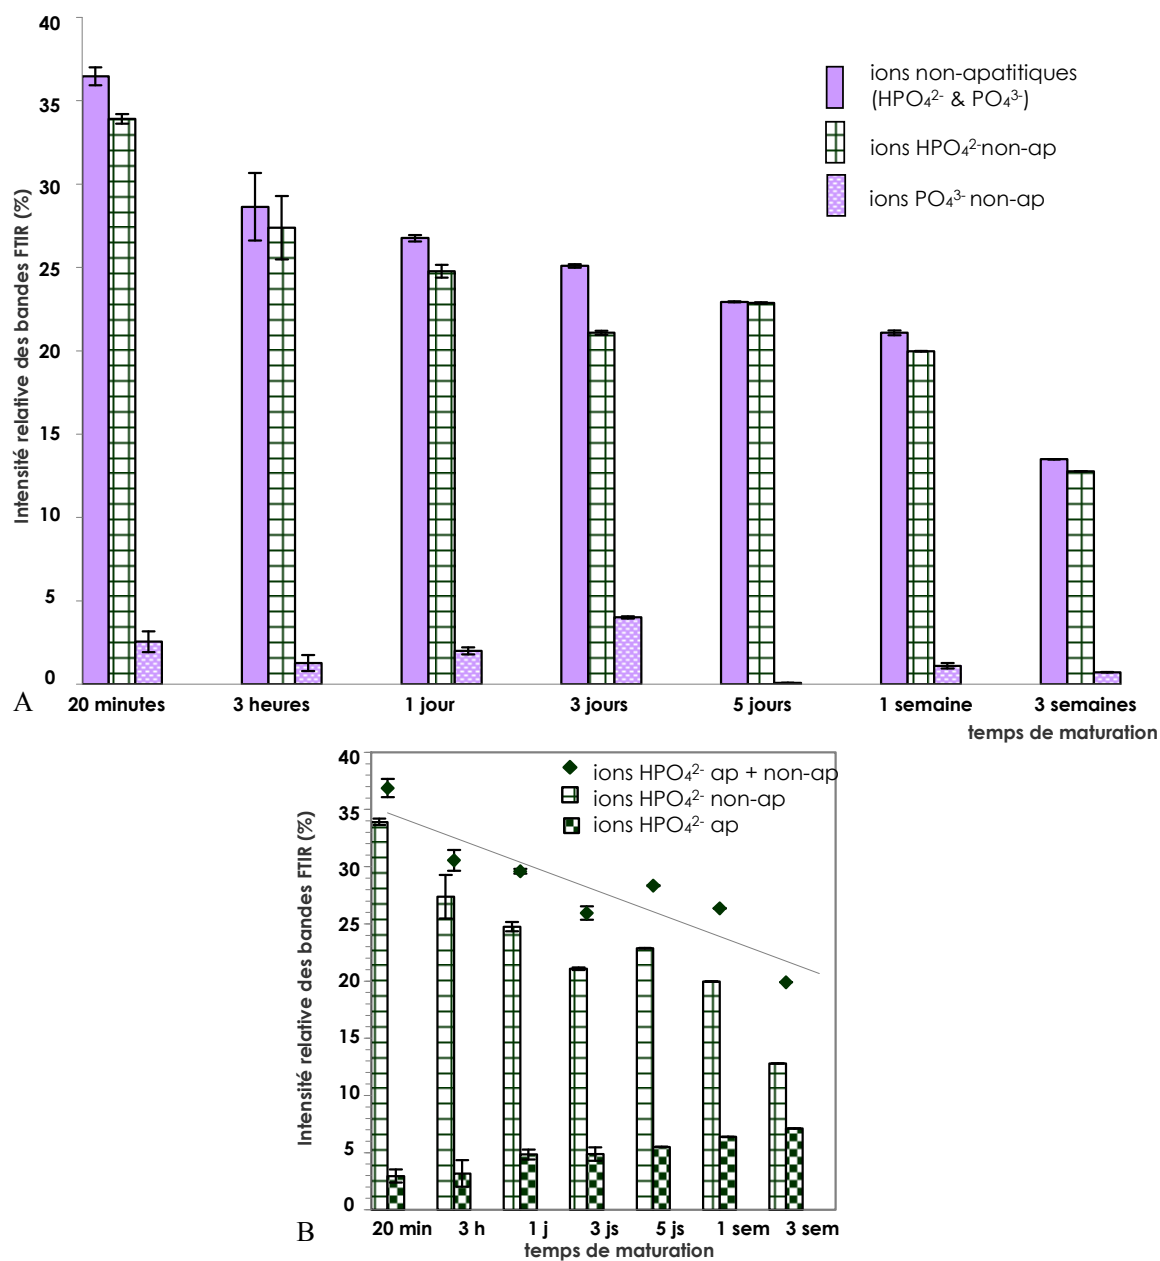 40
35
30
25
20
15
10
5
0
Intensité relative des bandes FTIR (%)
ions non-apatitiques
(HPO₄²⁻ & PO₄³⁻)
ions HPO₄²⁻non-ap
ions PO₄³⁻ non-ap
A
20 minutes 3 heures 1 jour 3 jours 5 jours 1 semaine 3 semaines
temps de maturation
40
35
30
25
20
15
10
5
0
Intensité relative des bandes FTIR (%)
ions HPO₄²⁻ ap + non-ap
ions HPO₄²⁻ non-ap
ions HPO₄²⁻ ap
B
20 min 3 h 1 j 3 js 5 js 1 sem 3 sem
temps de maturation